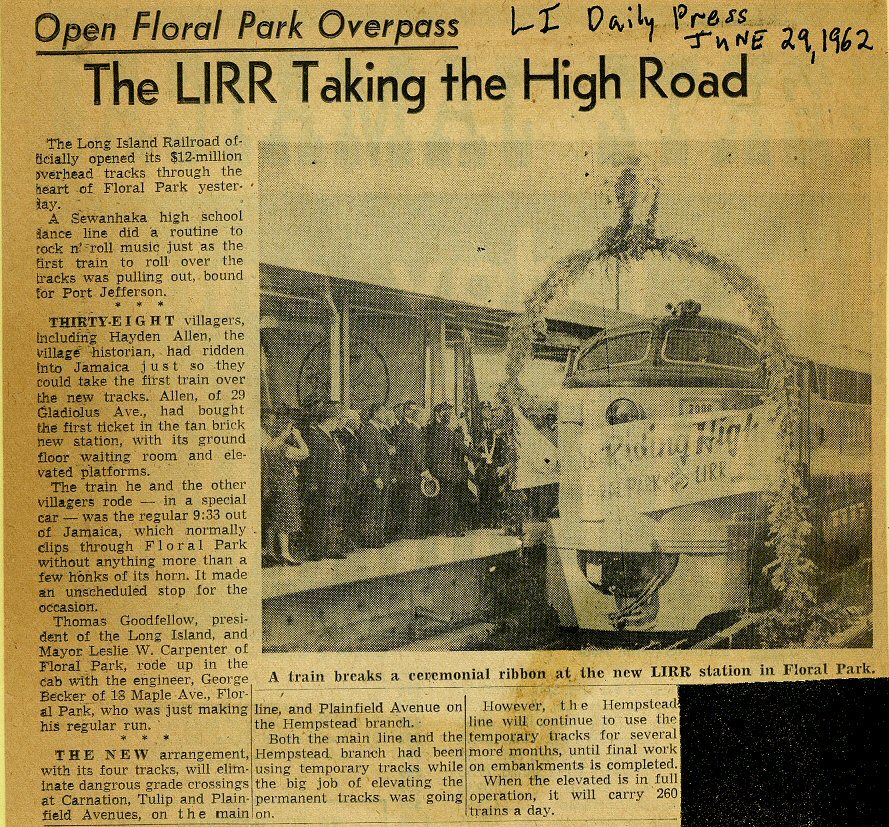 Open Floral Park Overpass
LI Daily Press
JUNE 29, 1962
The LIRR Taking the High Road
The Long Island Railroad of-
ficially opened its $12-million
overhead tracks through the
heart of Floral Park yester-
day.
A Sewanhaka high school
dance line did a routine to
rock n' roll music just as the
first train to roll over the
tracks was pulling out, bound
for Port Jefferson.
* * *
THIRTY-EIGHT villagers,
including Hayden Allen, the
village historian, had ridden
into Jamaica just so they
could take the first train over
the new tracks. Allen, of 29
Gladiolus Ave., had bought
the first ticket in the tan brick
new station, with its ground
floor waiting room and ele-
vated platforms.
The train he and the other
villagers rode — in a special
car — was the regular 9:33 out
of Jamaica, which normally
clips through Floral Park
without anything more than a
few honks of its horn. It made
an unscheduled stop for the
occasion.
Thomas Goodfellow, presi-
dent of the Long Island, and
Mayor Leslie W. Carpenter of
Floral Park, rode up in the
cab with the engineer, George
Becker of 13 Maple Ave., Flor-
al Park, who was just making
his regular run.
* * *
THE NEW arrangement,
with its four tracks, will elim-
inate dangrous grade crossings
at Carnation, Tulip and Plain-
field Avenues, on the main
line, and Plainfield Avenue on
the Hempstead branch.
Both the main line and the
Hempstead branch had been
using temporary tracks while
the big job of elevating the
permanent tracks was going
on.
However, the Hempstead
line will continue to use the
temporary tracks for several
more months, until final work
on embankments is completed.
When the elevated is in full
operation, it will carry 260
trains a day.
Riding High
LIRR
A train breaks a ceremonial ribbon at the new LIRR station in Floral Park.